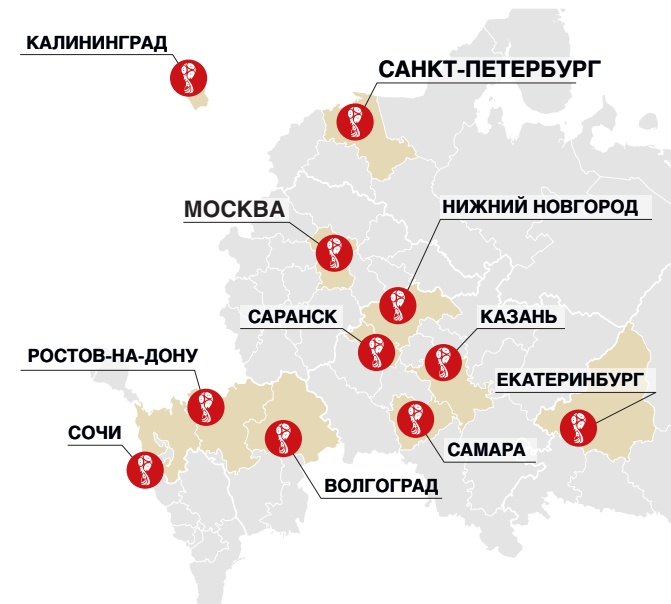 КАЛИНИНГРАД
САНКТ-ПЕТЕРБУРГ
МОСКВА
НИЖНИЙ НОВГОРОД
САРАНСК
КАЗАНЬ
РОСТОВ-НА-ДОНУ
ЕКАТЕРИНБУРГ
СОЧИ
САМАРА
ВОЛГОГРАД